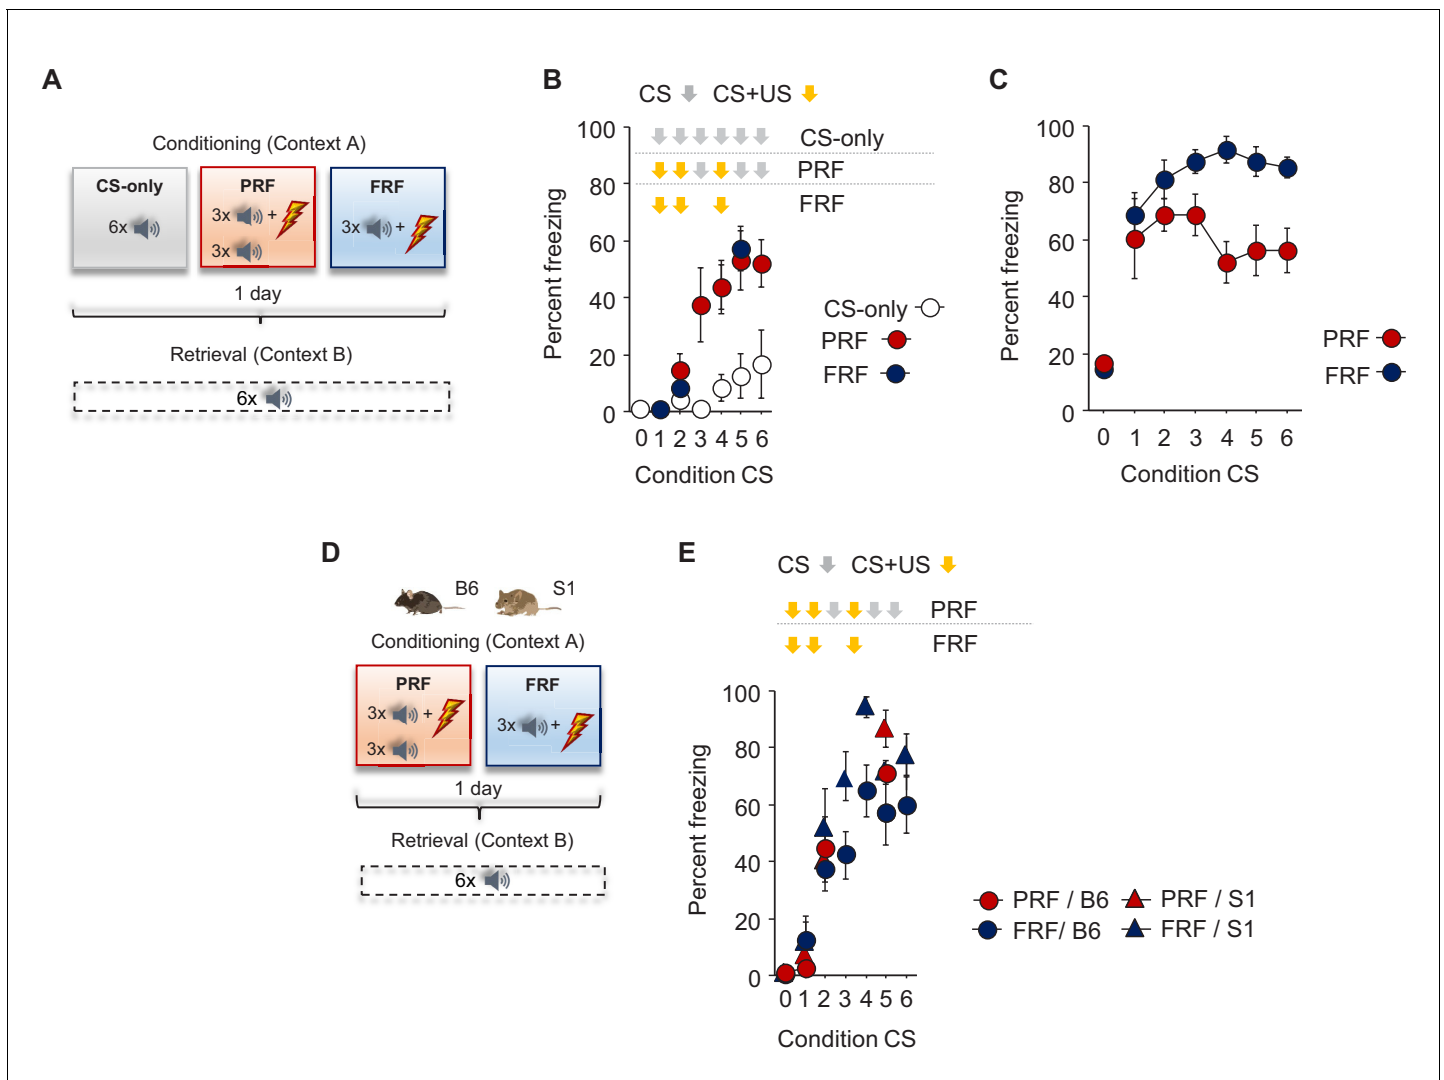 A
Conditioning (Context A)
CS-only
6x
PRF
3x +
3x
FRF
3x +
1 day
Retrieval (Context B)
6x
B
CS CS+US
CS-only
PRF
FRF
Percent freezing
100
80
60
40
20
0
0 1 2 3 4 5 6
Condition CS
CS-only
PRF
FRF
C
Percent freezing
100
80
60
40
20
0
0 1 2 3 4 5 6
Condition CS
PRF
FRF
D
B6 S1
Conditioning (Context A)
PRF
3x +
3x
FRF
3x +
1 day
Retrieval (Context B)
6x
E
CS CS+US
PRF
FRF
Percent freezing
100
80
60
40
20
0
0 1 2 3 4 5 6
Condition CS
PRF / B6 PRF / S1
FRF/ B6 FRF / S1